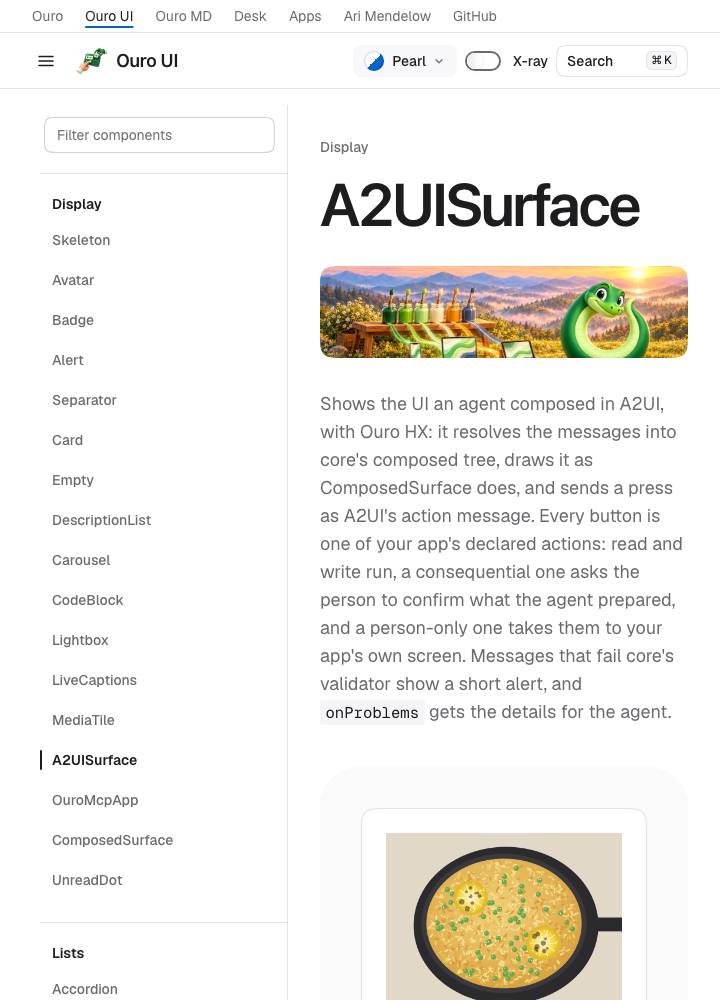 Ouro
Ouro UI
Ouro MD
Desk
Apps
Ari Mendelow
GitHub
Ouro UI
Pearl
X-ray
Search
⌘ K
Filter components
Display
Skeleton
Avatar
Badge
Alert
Separator
Card
Empty
DescriptionList
Carousel
CodeBlock
Lightbox
LiveCaptions
MediaTile
A2UISurface
OuroMcpApp
ComposedSurface
UnreadDot
Lists
Accordion
Display
A2UISurface
Shows the UI an agent composed in A2UI,
with Ouro HX: it resolves the messages into
core's composed tree, draws it as
ComposedSurface does, and sends a press
as A2UI's action message. Every button is
one of your app's declared actions: read and
write run, a consequential one asks the
person to confirm what the agent prepared,
and a person-only one takes them to your
app's own screen. Messages that fail core's
validator show a short alert, and
onProblems gets the details for the agent.